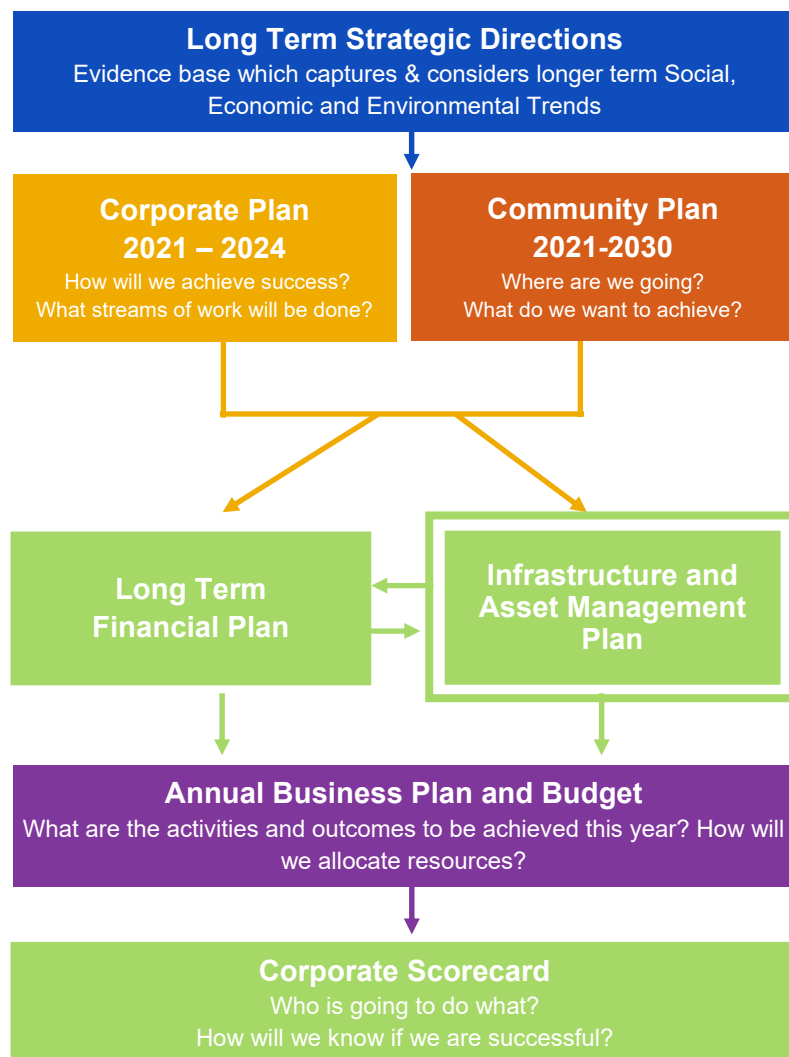 Long Term Strategic Directions
Evidence base which captures & considers longer term Social,
Economic and Environmental Trends
Corporate Plan
2021 – 2024
How will we achieve success?
What streams of work will be done?
Community Plan
2021-2030
Where are we going?
What do we want to achieve?
Long Term
Financial Plan
Infrastructure and
Asset Management
Plan
Annual Business Plan and Budget
What are the activities and outcomes to be achieved this year? How will
we allocate resources?
Corporate Scorecard
Who is going to do what?
How will we know if we are successful?